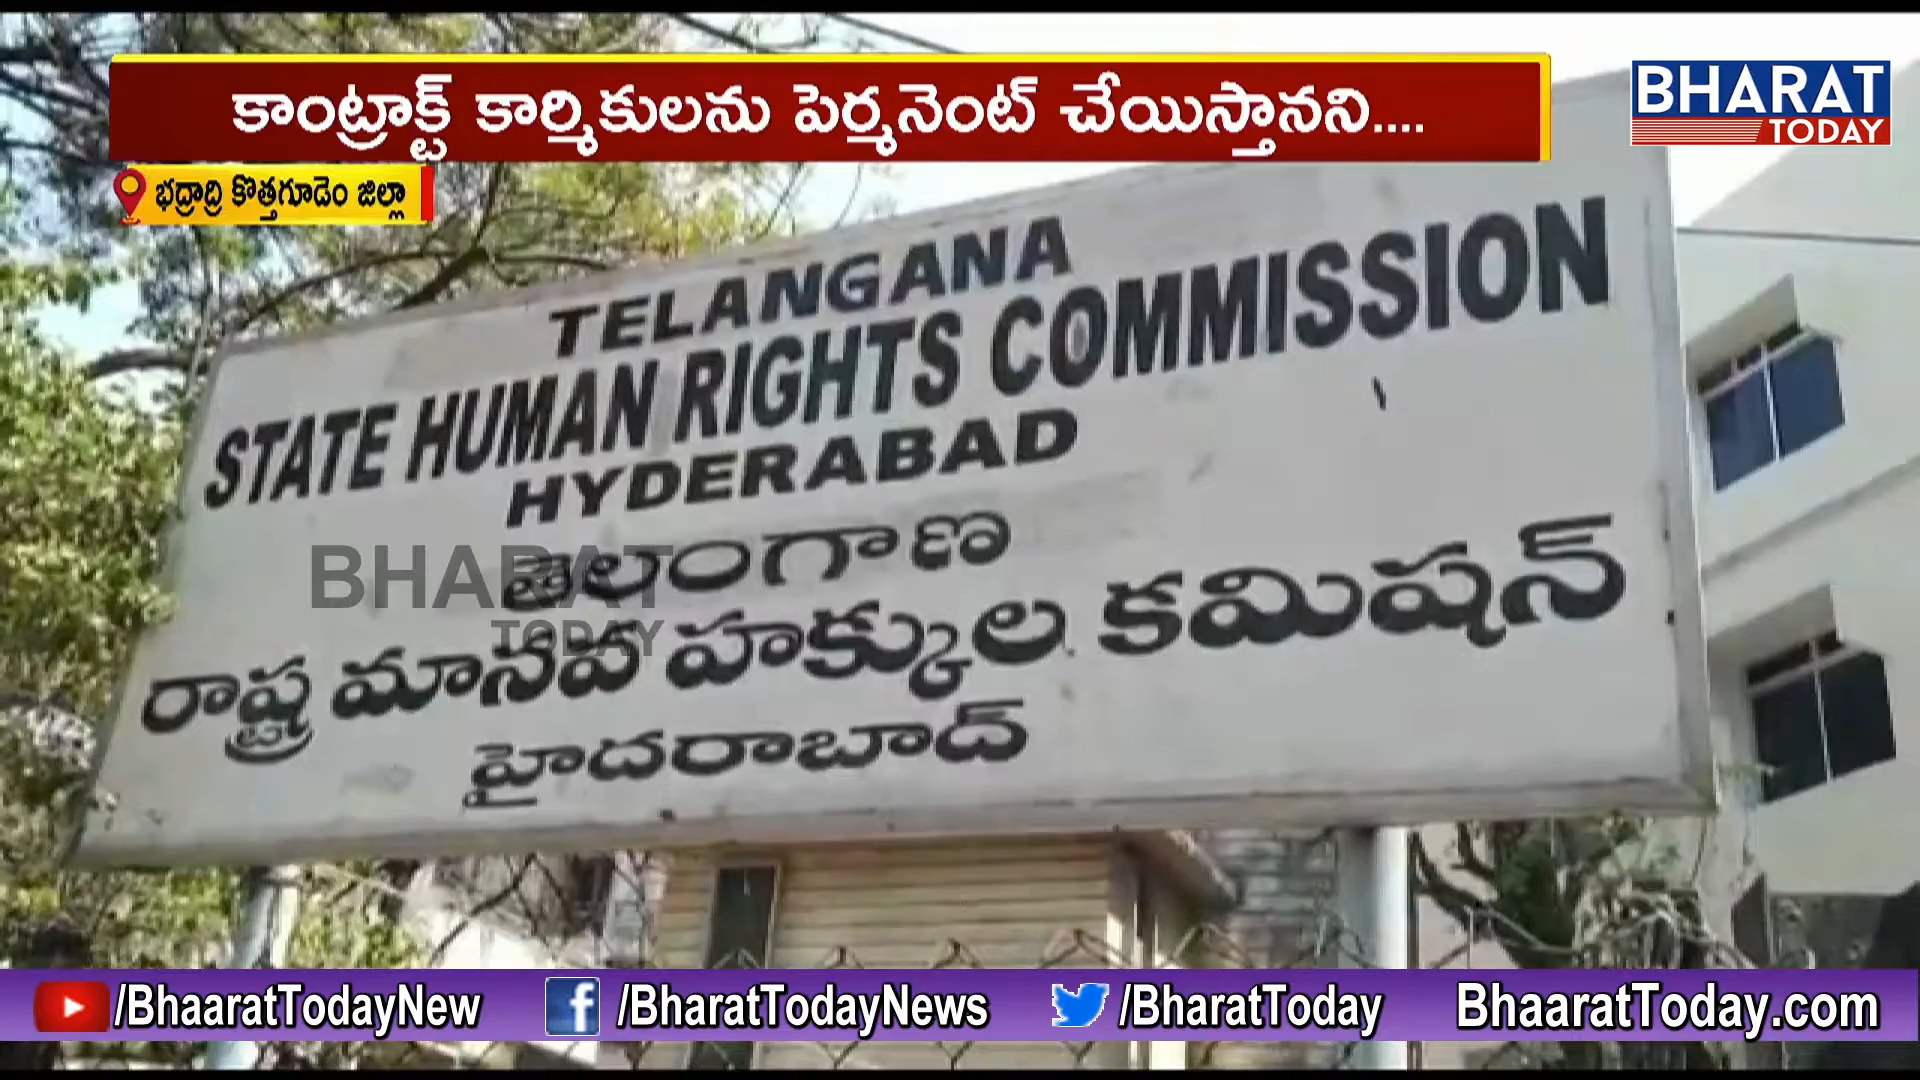 కాంట్రాక్ట్ కార్మికులను పెర్మనెంట్ చేయిస్తానని....
BHARAT
TODAY
భద్రాద్రి కొత్తగూడెం జిల్లా
TELANGANA
STATE HUMAN RIGHTS COMMISSION
HYDERABAD
తెలంగాణ
రాష్ట్ర మానవ హక్కుల కమిషన్
హైదరాబాద్
BHARAT
TODAY
/BhaaratTodayNew
/BharatTodayNews
/BharatToday
BhaaratToday.com